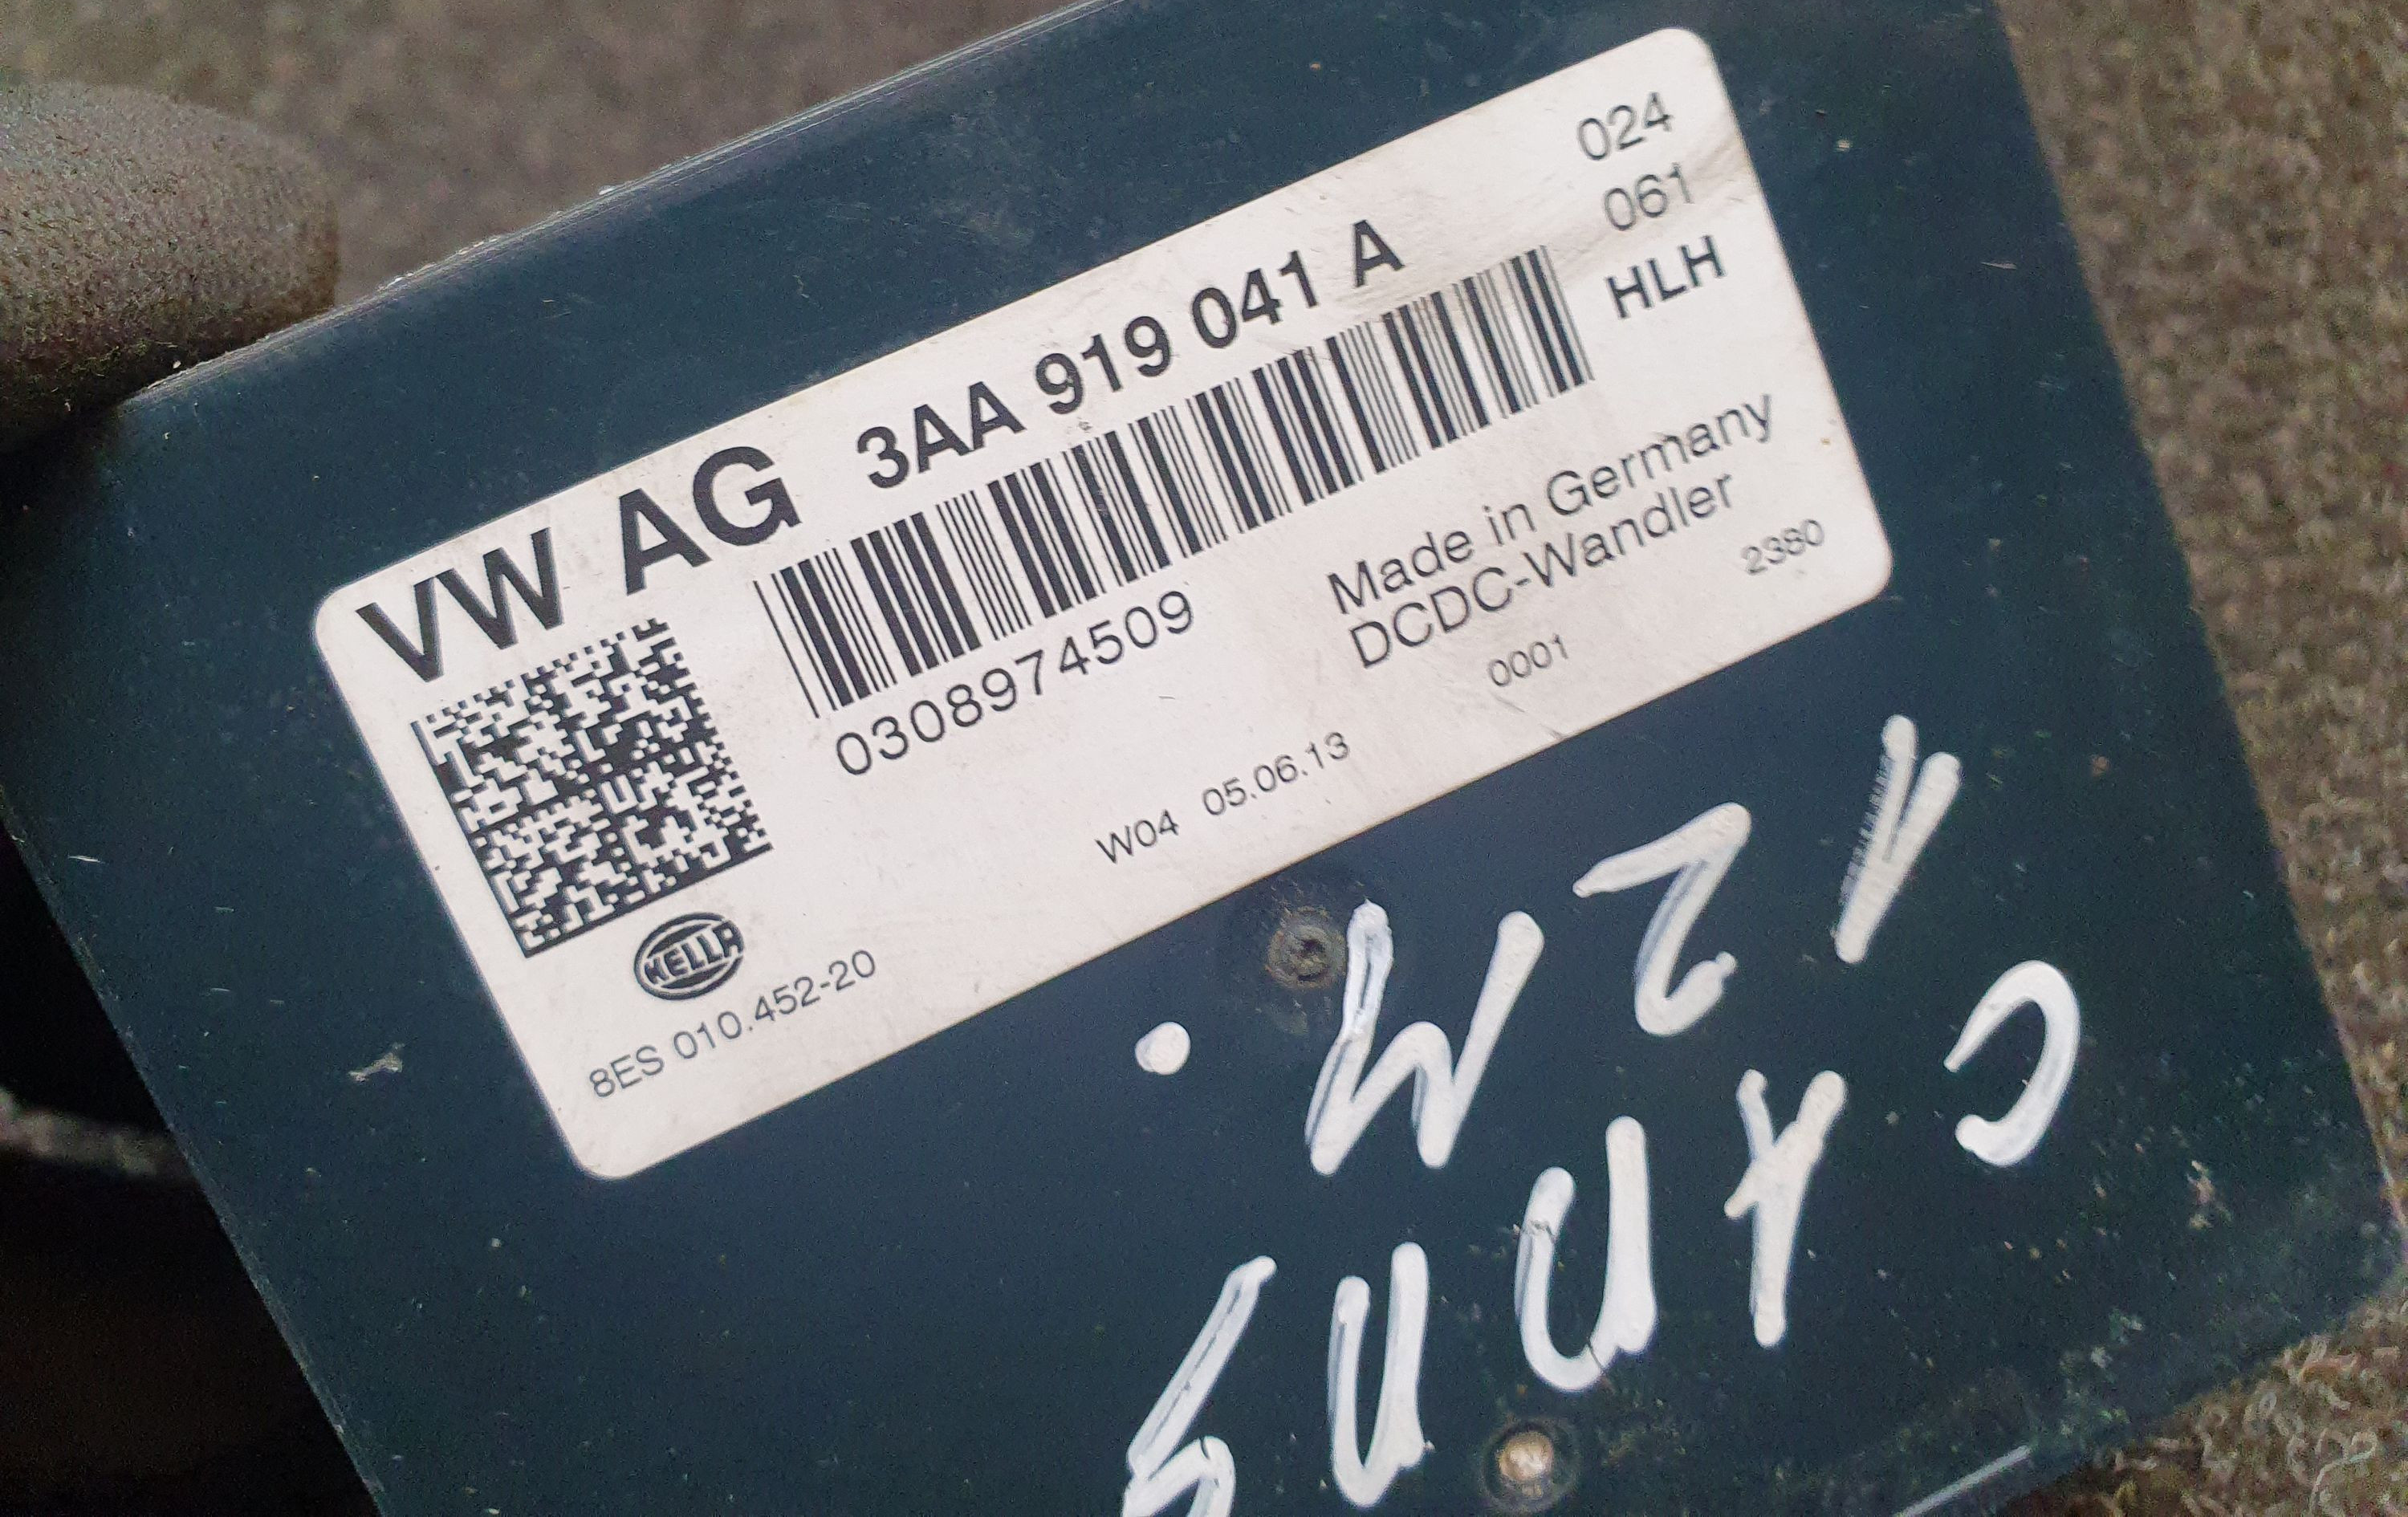 VW AG 3AA 919 041 A
024
061
HLH
0308974509
Made in Germany
DCDC-Wandler
0001
2380
W04 05.06.13
HELLA
8ES 010.452-20